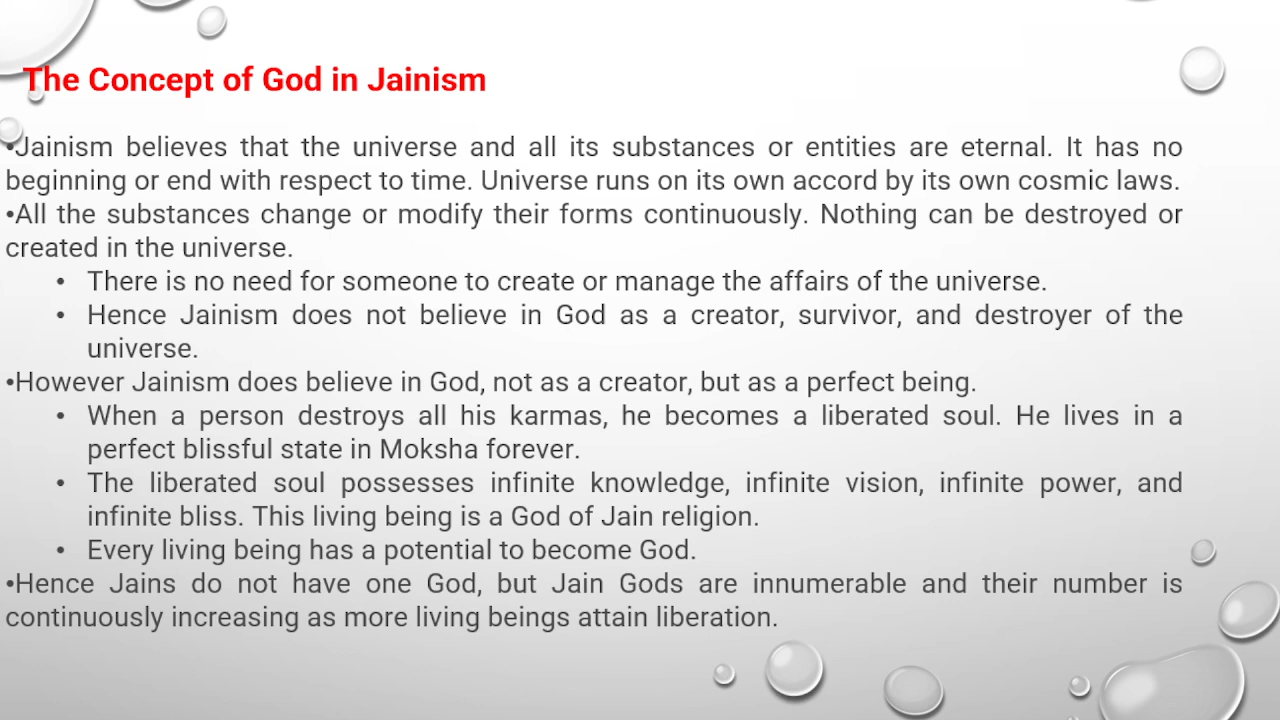 The Concept of God in Jainism
•Jainism believes that the universe and all its substances or entities are eternal. It has no
beginning or end with respect to time. Universe runs on its own accord by its own cosmic laws.
•All the substances change or modify their forms continuously. Nothing can be destroyed or
created in the universe.
• There is no need for someone to create or manage the affairs of the universe.
• Hence Jainism does not believe in God as a creator, survivor, and destroyer of the
universe.
•However Jainism does believe in God, not as a creator, but as a perfect being.
• When a person destroys all his karmas, he becomes a liberated soul. He lives in a
perfect blissful state in Moksha forever.
• The liberated soul possesses infinite knowledge, infinite vision, infinite power, and
infinite bliss. This living being is a God of Jain religion.
• Every living being has a potential to become God.
•Hence Jains do not have one God, but Jain Gods are innumerable and their number is
continuously increasing as more living beings attain liberation.